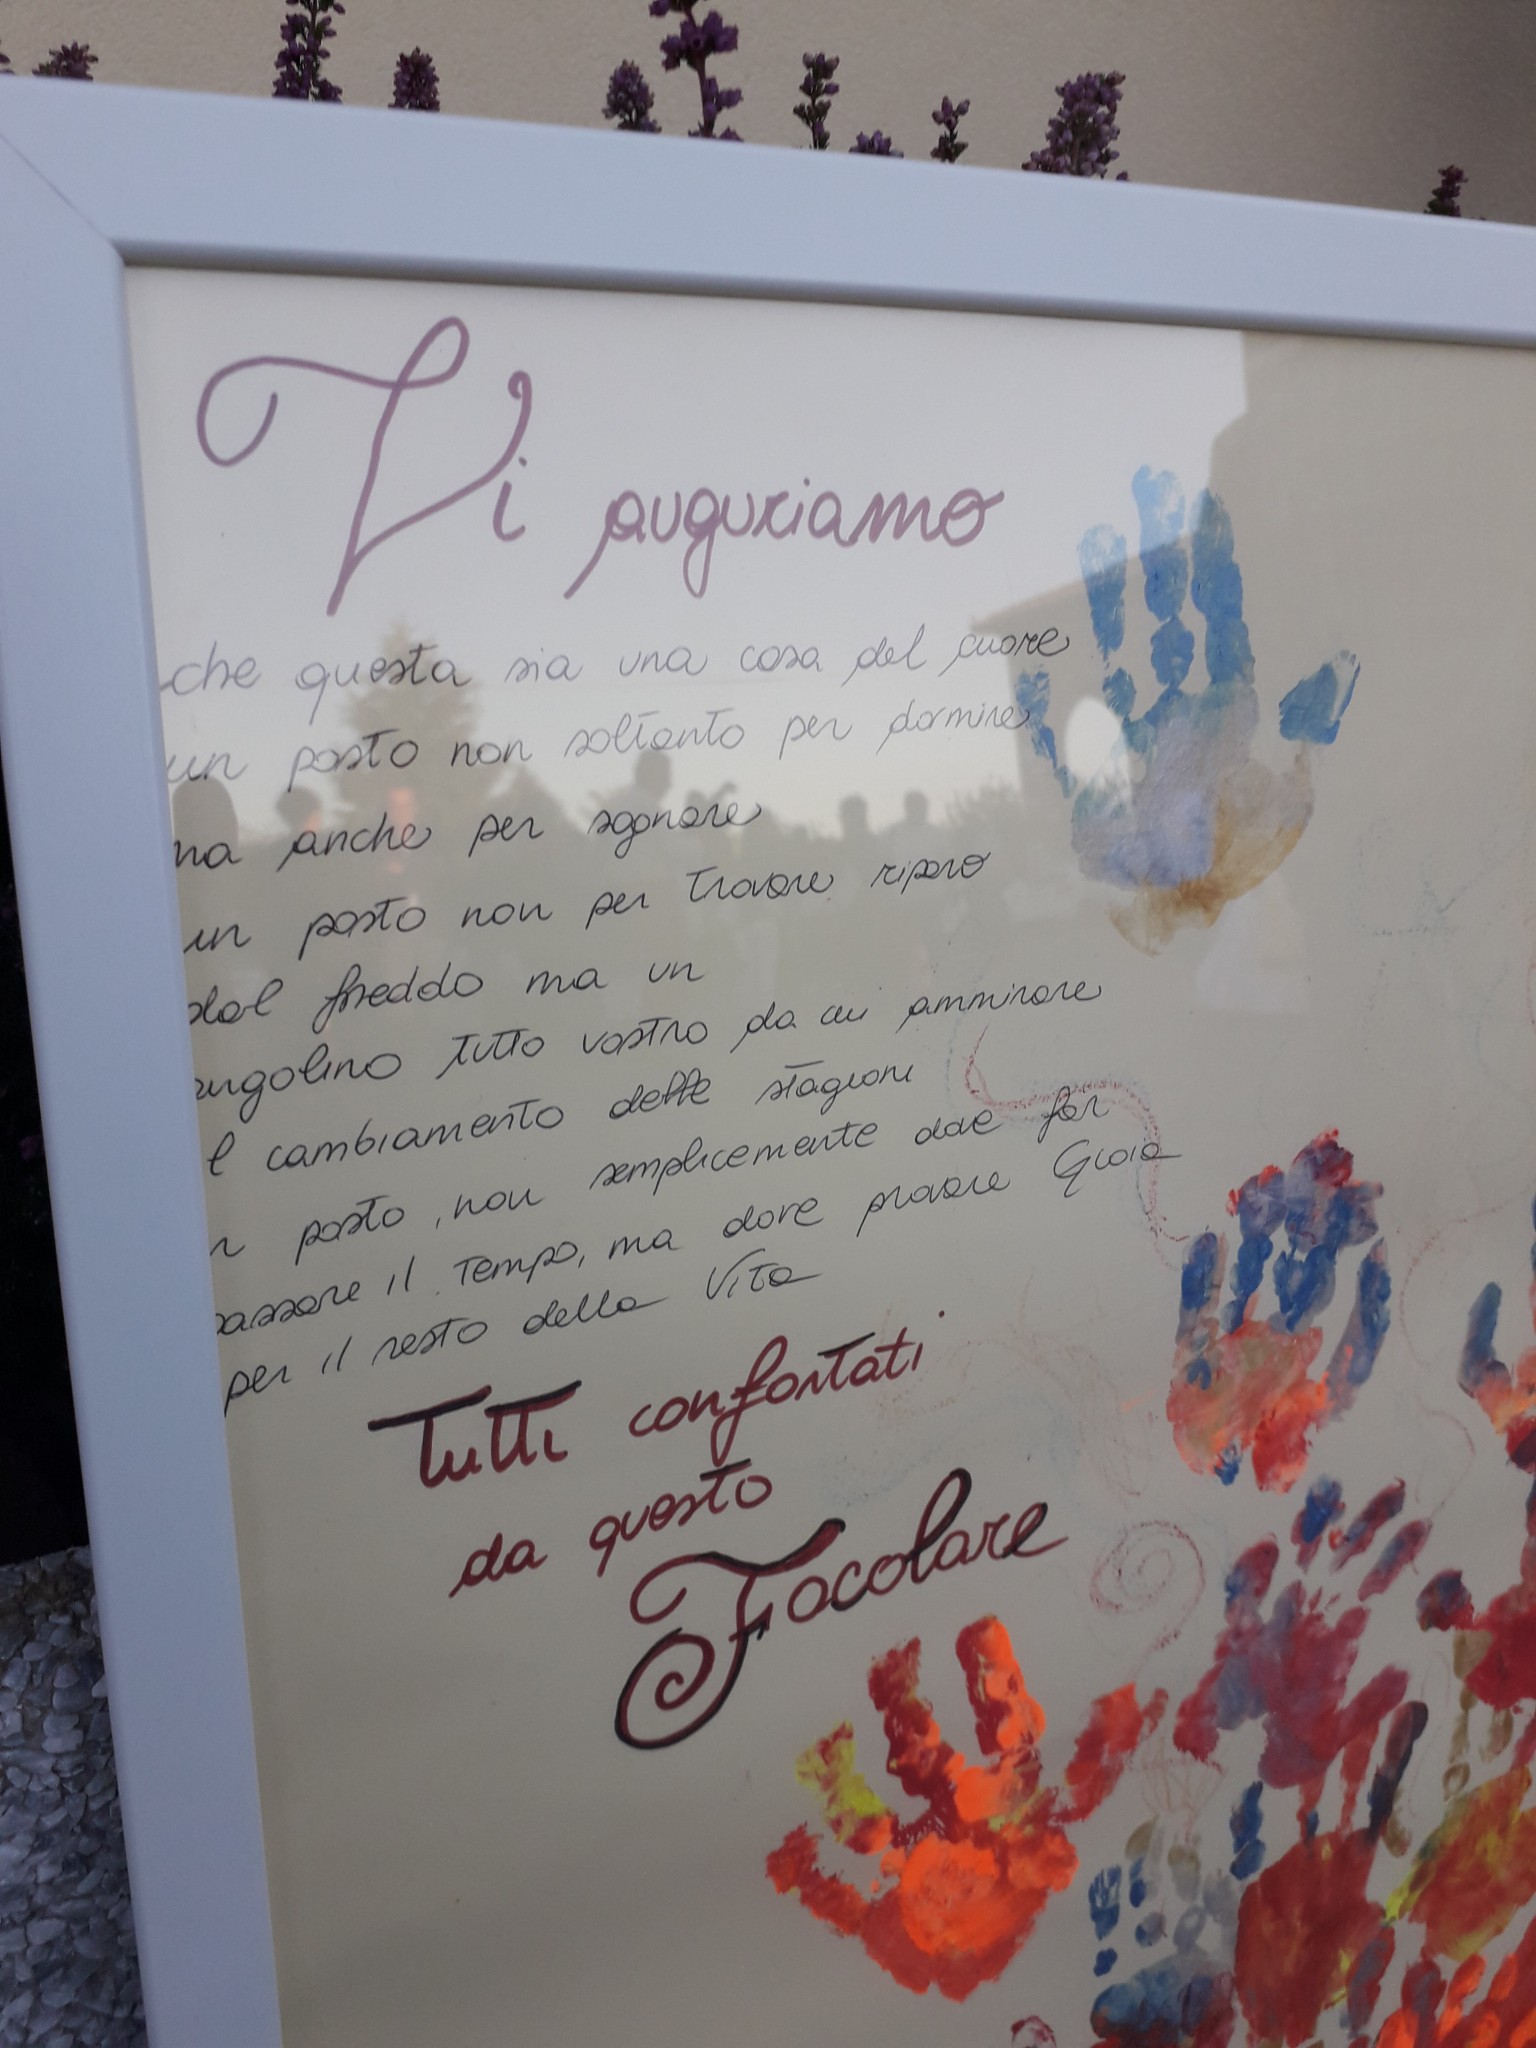 Vi auguriamo
che questa sia una cosa del cuore
un posto non soltanto per dormire
ma anche per sognare
un posto non per trovare riparo
dal freddo ma un
angolino tutto vostro da cui ammirare
il cambiamento delle stagioni
n posto, non semplicemente dove far
passare il tempo, ma dove provare Gioia
per il resto della Vita
Tutti confortati
da questo
Focolare